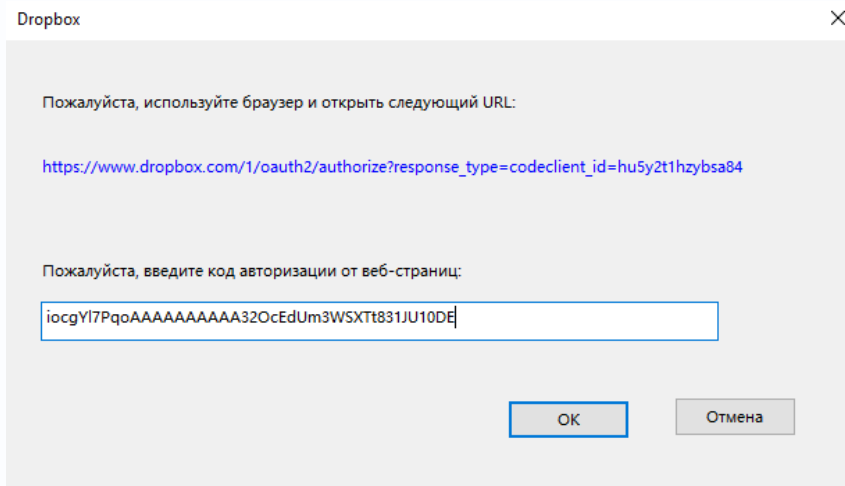 Dropbox
Пожалуйста, используйте браузер и открыть следующий URL:
https://www.dropbox.com/1/oauth2/authorize?response_type=codeclient_id=hu5y2t1hzybsa84
Пожалуйста, введите код авторизации от веб-страниц:
iocgYl7PqoAAAAAAAAAA32OcEdUm3WSXTt831JU10DE
OK
Отмена